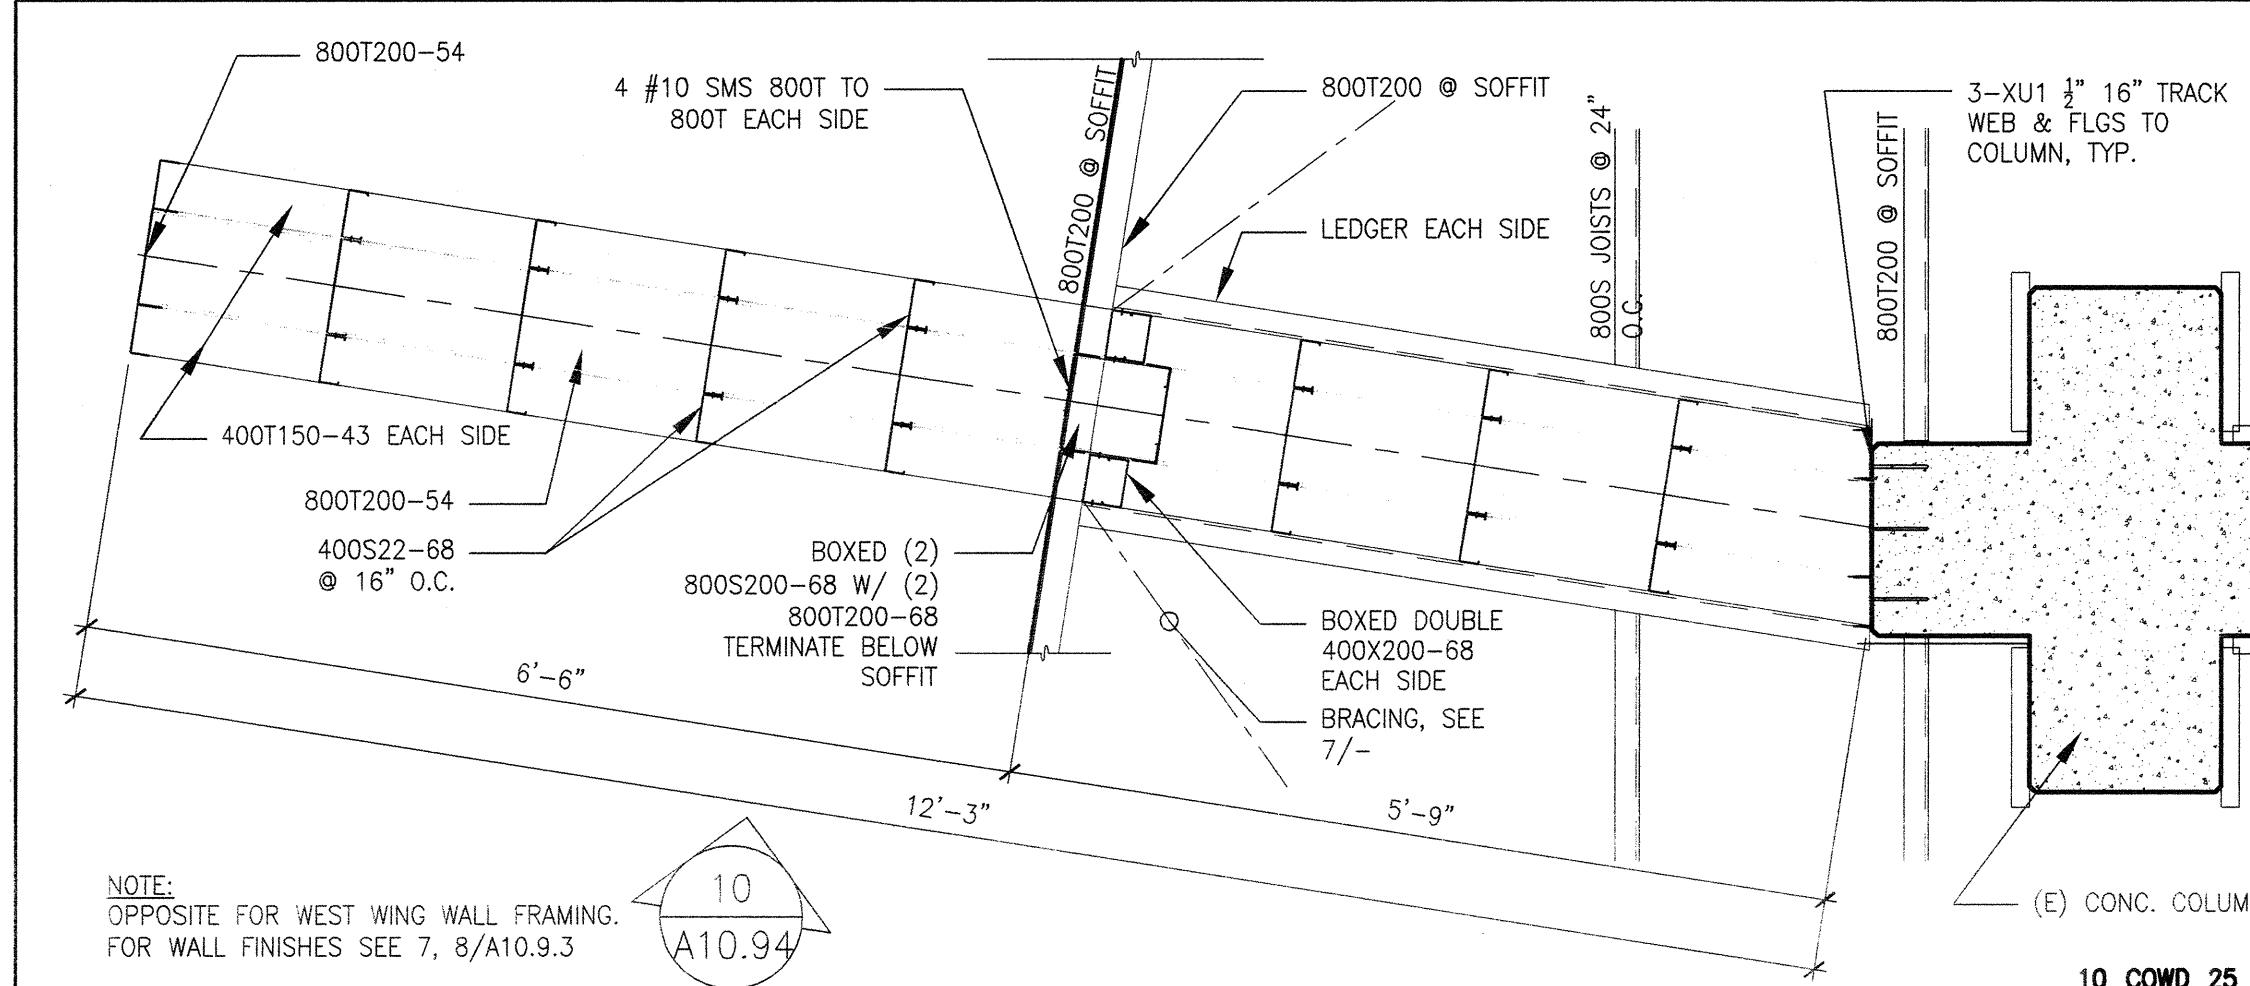 800T200-54
4 #10 SMS 800T TO
800T EACH SIDE
800T200 @ SOFFIT
800T200 @ SOFFIT
LEDGER EACH SIDE
800S JOISTS @ 24"
O.C.
800T200 @ SOFFIT
3-XU1 ½" 16" TRACK
WEB & FLGS TO
COLUMN, TYP.
400T150-43 EACH SIDE
800T200-54
400S22-68
@ 16" O.C.
BOXED (2)
800S200-68 W/ (2)
800T200-68
TERMINATE BELOW
SOFFIT
BOXED DOUBLE
400X200-68
EACH SIDE
BRACING, SEE
7/-
6'-6"
12'-3"
5'-9"
NOTE:
OPPOSITE FOR WEST WING WALL FRAMING.
FOR WALL FINISHES SEE 7, 8/A10.9.3
10
A10.94
(E) CONC. COLUM
10 COWD 25